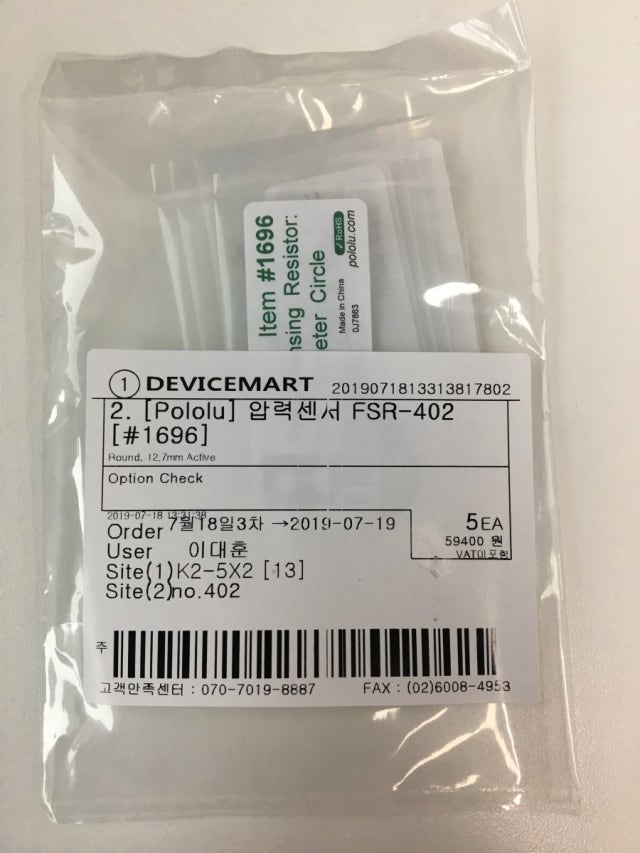 Item #1696
nsing Resistor:
eter Circle
✓RoHS
pololu.com
Made in China
0J7863
1 DEVICEMART 2019071813313817802
2. [Pololu] 압력센서 FSR-402
[#1696]
Round, 12.7mm Active
Option Check
2019-07-18 13:31:38
Order 7월18일3차 →2019-07-19 5EA
59400 원
User 이대훈
VAT미포함
Site(1)K2-5X2 [13]
Site(2)no.402
주
고객만족센터 : 070-7019-8887 FAX : (02)6008-4953